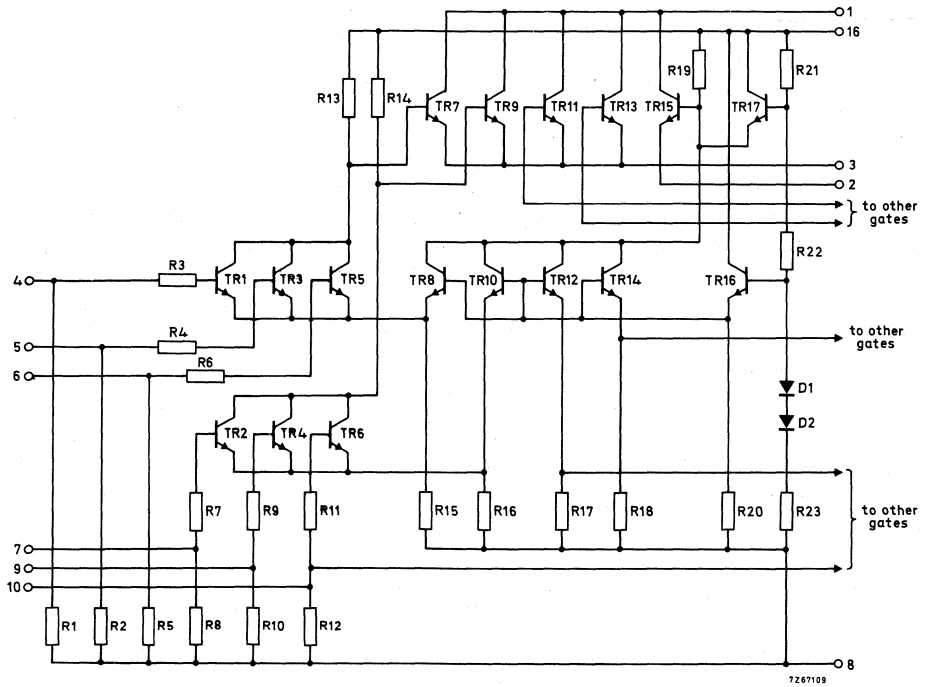 1
16
R13
R14
TR7
TR9
TR11
TR13
TR15
R19
TR17
R21
3
2
to other
gates
R22
4
R3
TR1
TR3
TR5
TR8
TR10
TR12
TR14
TR16
5
R4
to other
gates
6
R6
D1
D2
TR2
TR4
TR6
R7
R9
R11
R15
R16
R17
R18
R20
R23
to other
gates
7
9
10
R1
R2
R5
R8
R10
R12
8
7Z67109